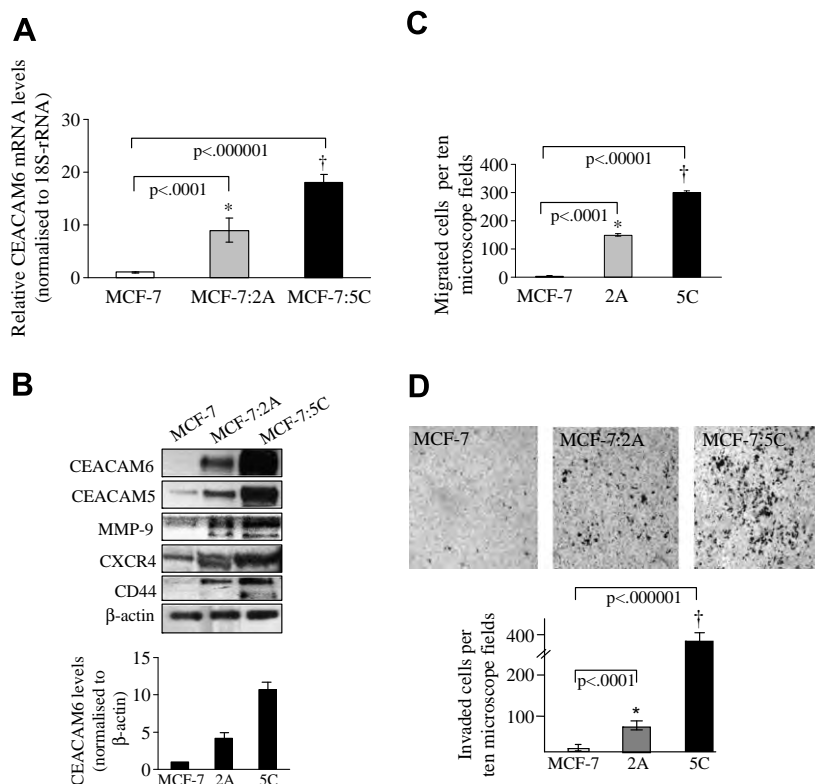 A
Relative CEACAM6 mRNA levels
(normalised to 18S-rRNA)
30
20
10
0
p<.000001
p<.0001
*
†
MCF-7
MCF-7:2A
MCF-7:5C
B
MCF-7
MCF-7:2A
MCF-7:5C
CEACAM6
CEACAM5
MMP-9
CXCR4
CD44
β-actin
CEACAM6 levels
(normalised to
β-actin)
15
10
5
0
MCF-7
2A
5C
C
Migrated cells per ten
microscope fields
400
300
200
100
0
p<.00001
p<.0001
*
†
MCF-7
2A
5C
D
MCF-7
MCF-7:2A
MCF-7:5C
Invaded cells per
ten microscope fields
400
200
100
p<.000001
p<.0001
*
†
MCF-7
2A
5C